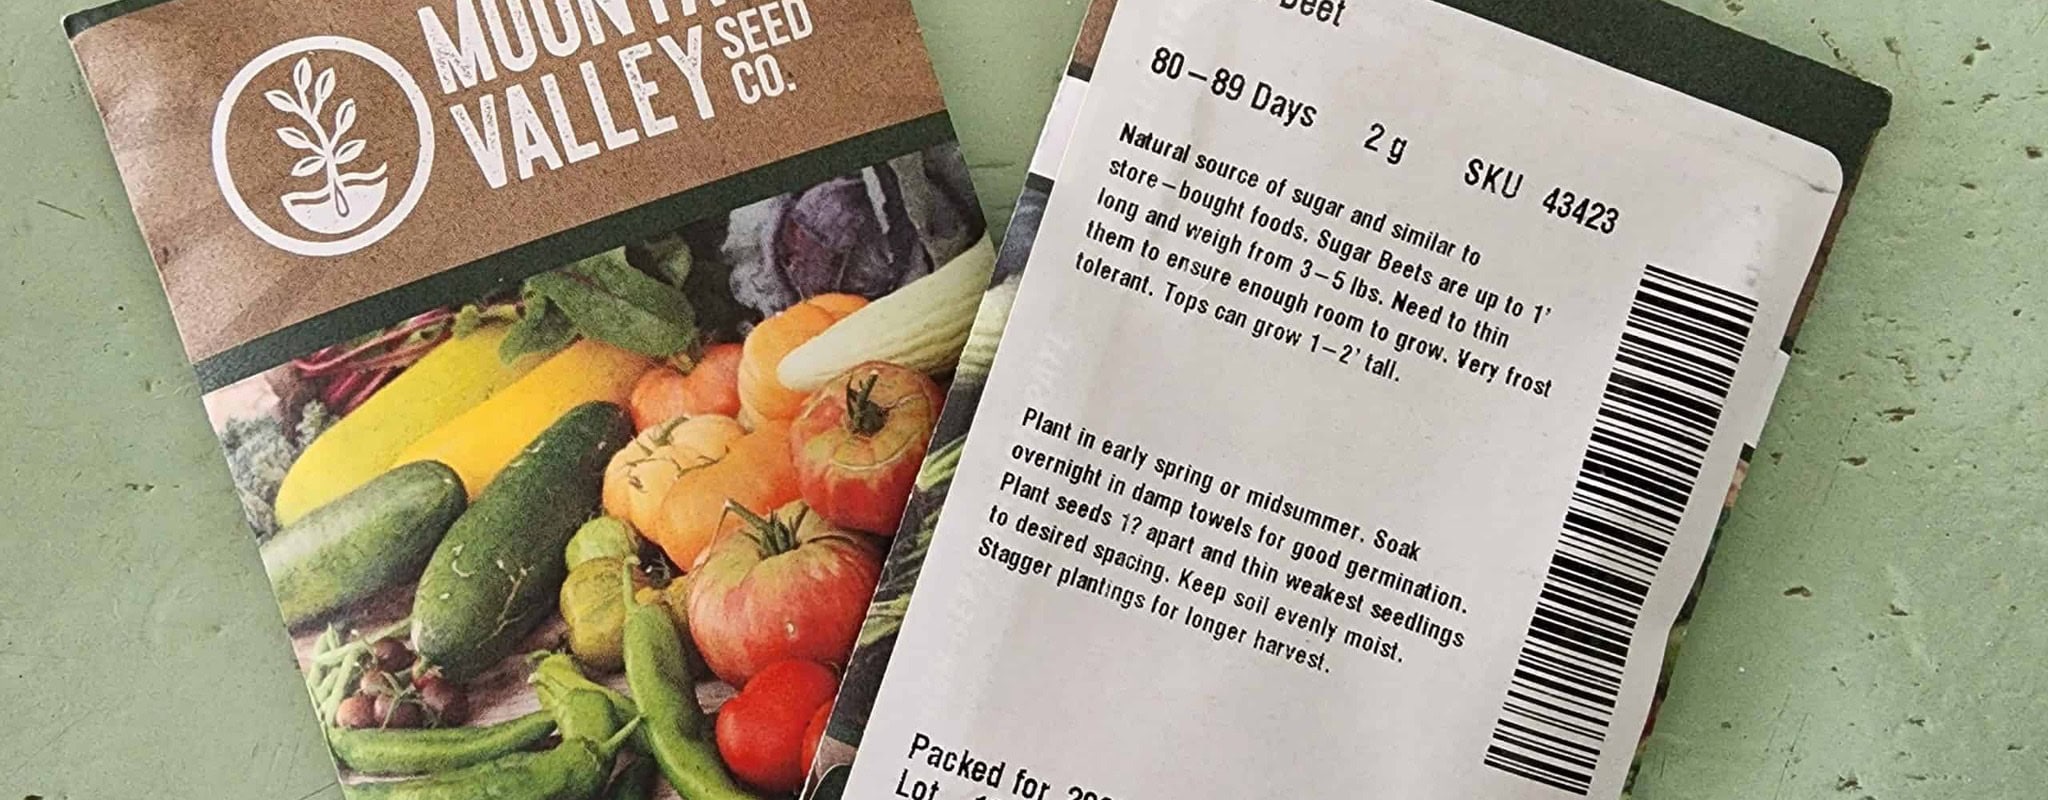 VALLEY SEED CO.
Beet
80–89 Days 2 g SKU 43423
Natural source of sugar and similar to
store–bought foods. Sugar Beets are up to 1'
long and weigh from 3–5 lbs. Need to thin
them to ensure enough room to grow. Very frost
tolerant. Tops can grow 1–2' tall.
Plant in early spring or midsummer. Soak
overnight in damp towels for good germination.
Plant seeds 1? apart and thin weakest seedlings
to desired spacing. Keep soil evenly moist.
Stagger plantings for longer harvest.
Packed for
Lot